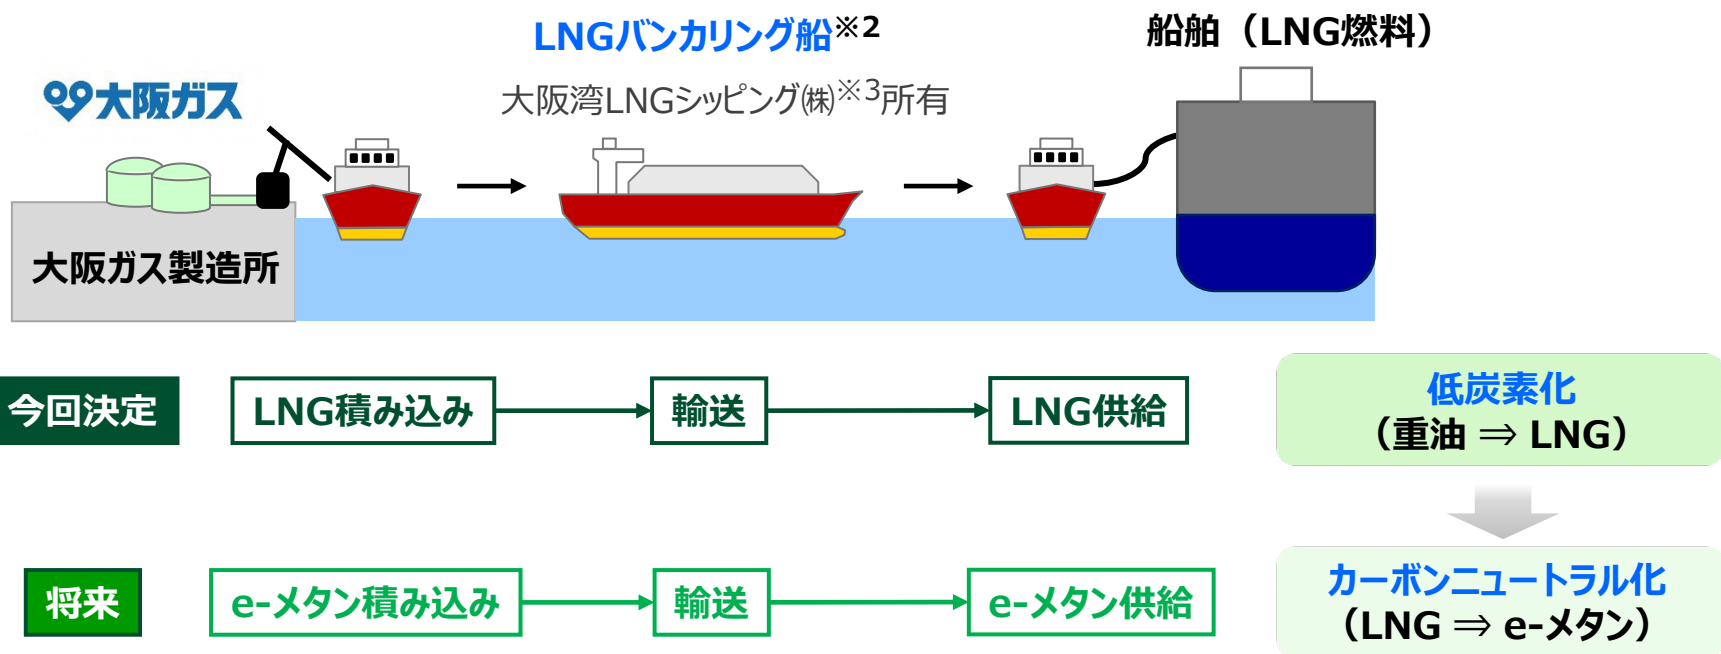 LNGバンカリング船※2
船舶（LNG燃料）
大阪ガス
大阪湾LNGシッピング㈱※3所有
大阪ガス製造所
今回決定
LNG積み込み
輸送
LNG供給
低炭素化
（重油 ⇒ LNG）
将来
e-メタン積み込み
輸送
e-メタン供給
カーボンニュートラル化
（LNG ⇒ e-メタン）